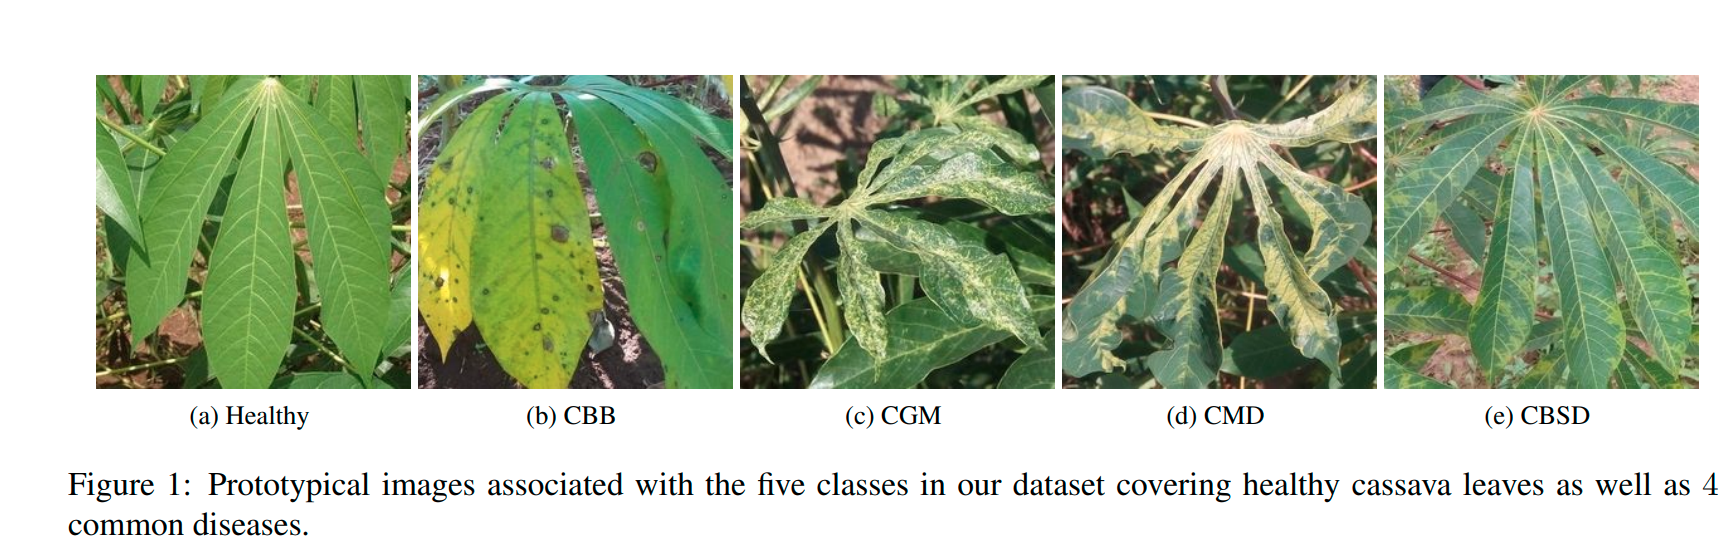 (a) Healthy
(b) CBB
(c) CGM
(d) CMD
(e) CBSD
Figure 1: Prototypical images associated with the five classes in our dataset covering healthy cassava leaves as well as 4
common diseases.